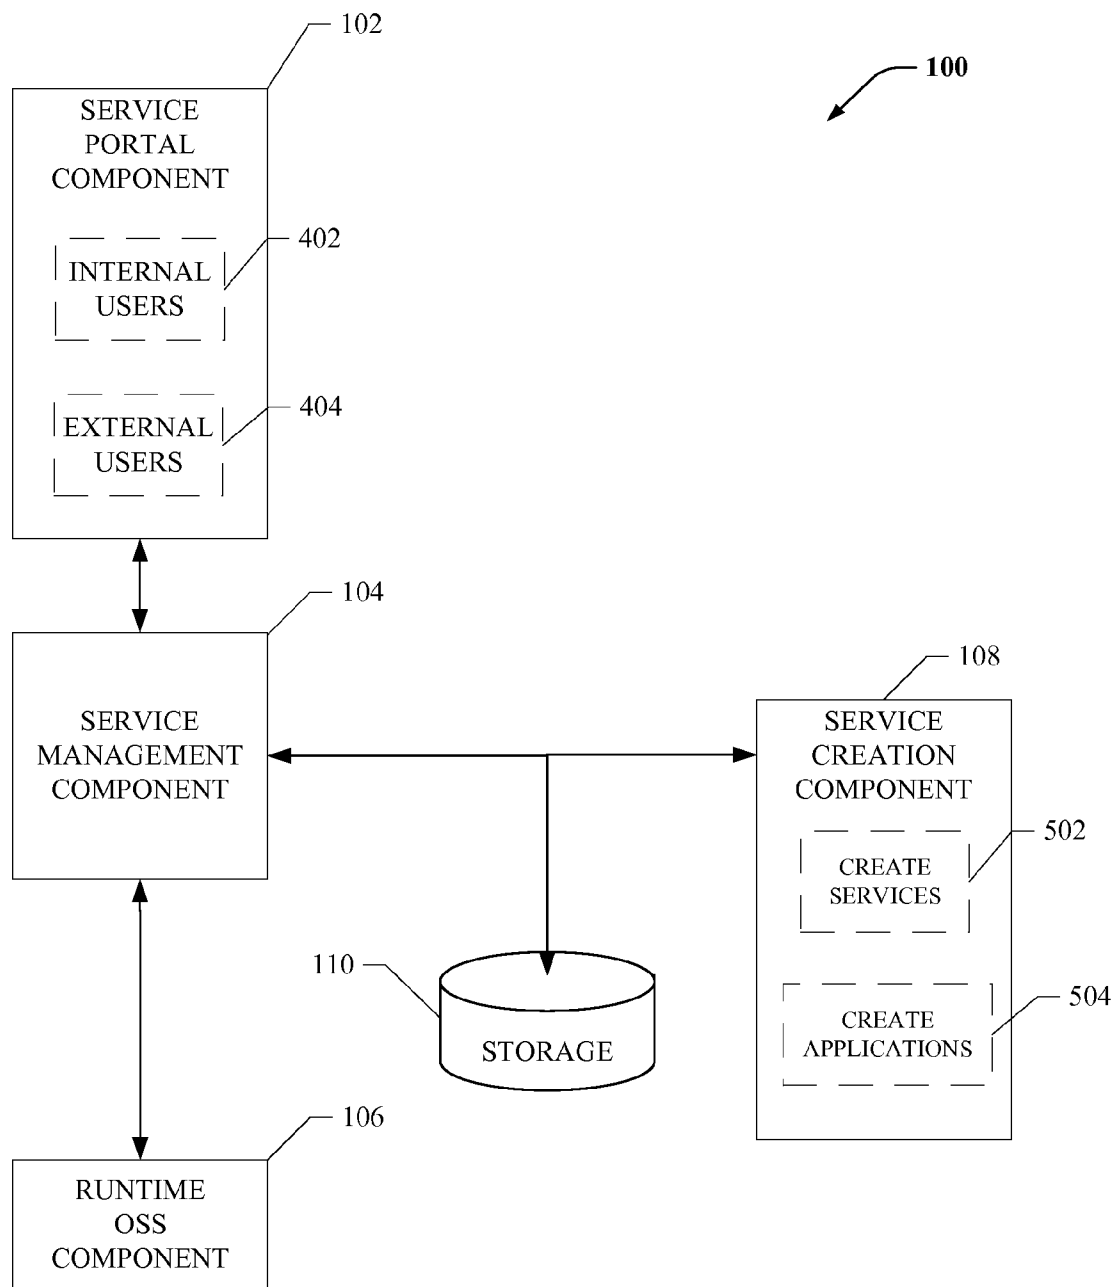 102
100
SERVICE
PORTAL
COMPONENT
402
INTERNAL
USERS
404
EXTERNAL
USERS
104
SERVICE
MANAGEMENT
COMPONENT
108
SERVICE
CREATION
COMPONENT
502
CREATE
SERVICES
504
CREATE
APPLICATIONS
110
STORAGE
106
RUNTIME
OSS
COMPONENT